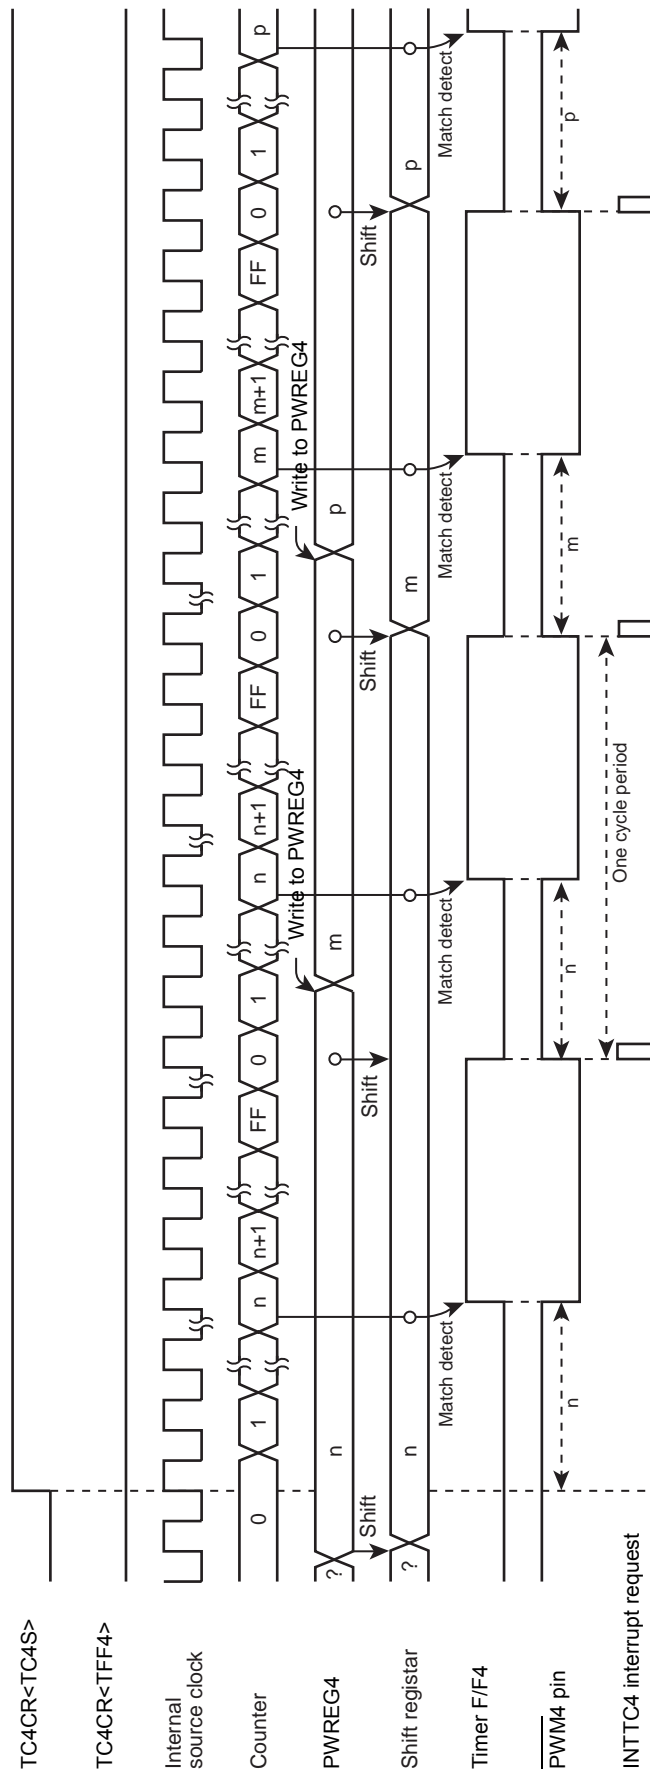 TC4CR<TC4S>
TC4CR<TFF4>
Internal
source clock
Counter 0 1 n n+1 FF 0 1 n n+1 FF 0 1 m m+1 FF 0 1 p
Write to PWREG4 Write to PWREG4
PWREG4 ? n m p
Shift Shift Shift Shift
Shift registar ? n m p
Match detect Match detect Match detect Match detect
Timer F/F4
PWM4 pin n n m p
One cycle period
INTTC4 interrupt request